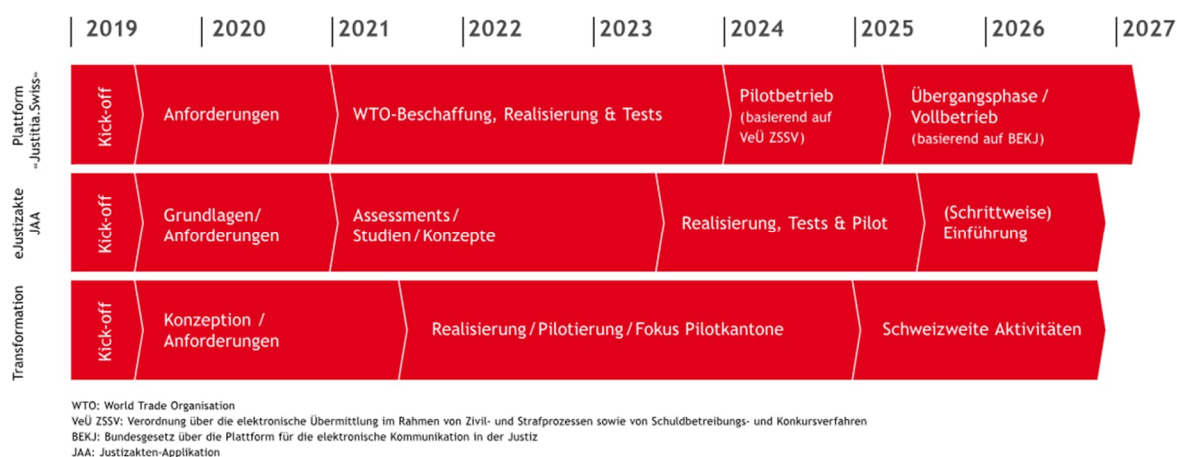 2019 2020 2021 2022 2023 2024 2025 2026 2027
Plattform
«Justitia.Swiss»
Kick-off
Anforderungen
WTO-Beschaffung, Realisierung & Tests
Pilotbetrieb
(basierend auf
VeÜ ZSSV)
Übergangsphase /
Vollbetrieb
(basierend auf BEKJ)
eJustizakte
JAA
Kick-off
Grundlagen/
Anforderungen
Assessments/
Studien/Konzepte
Realisierung, Tests & Pilot
(Schrittweise)
Einführung
Transformation
Kick-off
Konzeption /
Anforderungen
Realisierung/Pilotierung/Fokus Pilotkantone
Schweizweite Aktivitäten
WTO: World Trade Organisation
VeÜ ZSSV: Verordnung über die elektronische Übermittlung im Rahmen von Zivil- und Strafprozessen sowie von Schuldbetreibungs- und Konkursverfahren
BEKJ: Bundesgesetz über die Plattform für die elektronische Kommunikation in der Justiz
JAA: Justizakten-Applikation